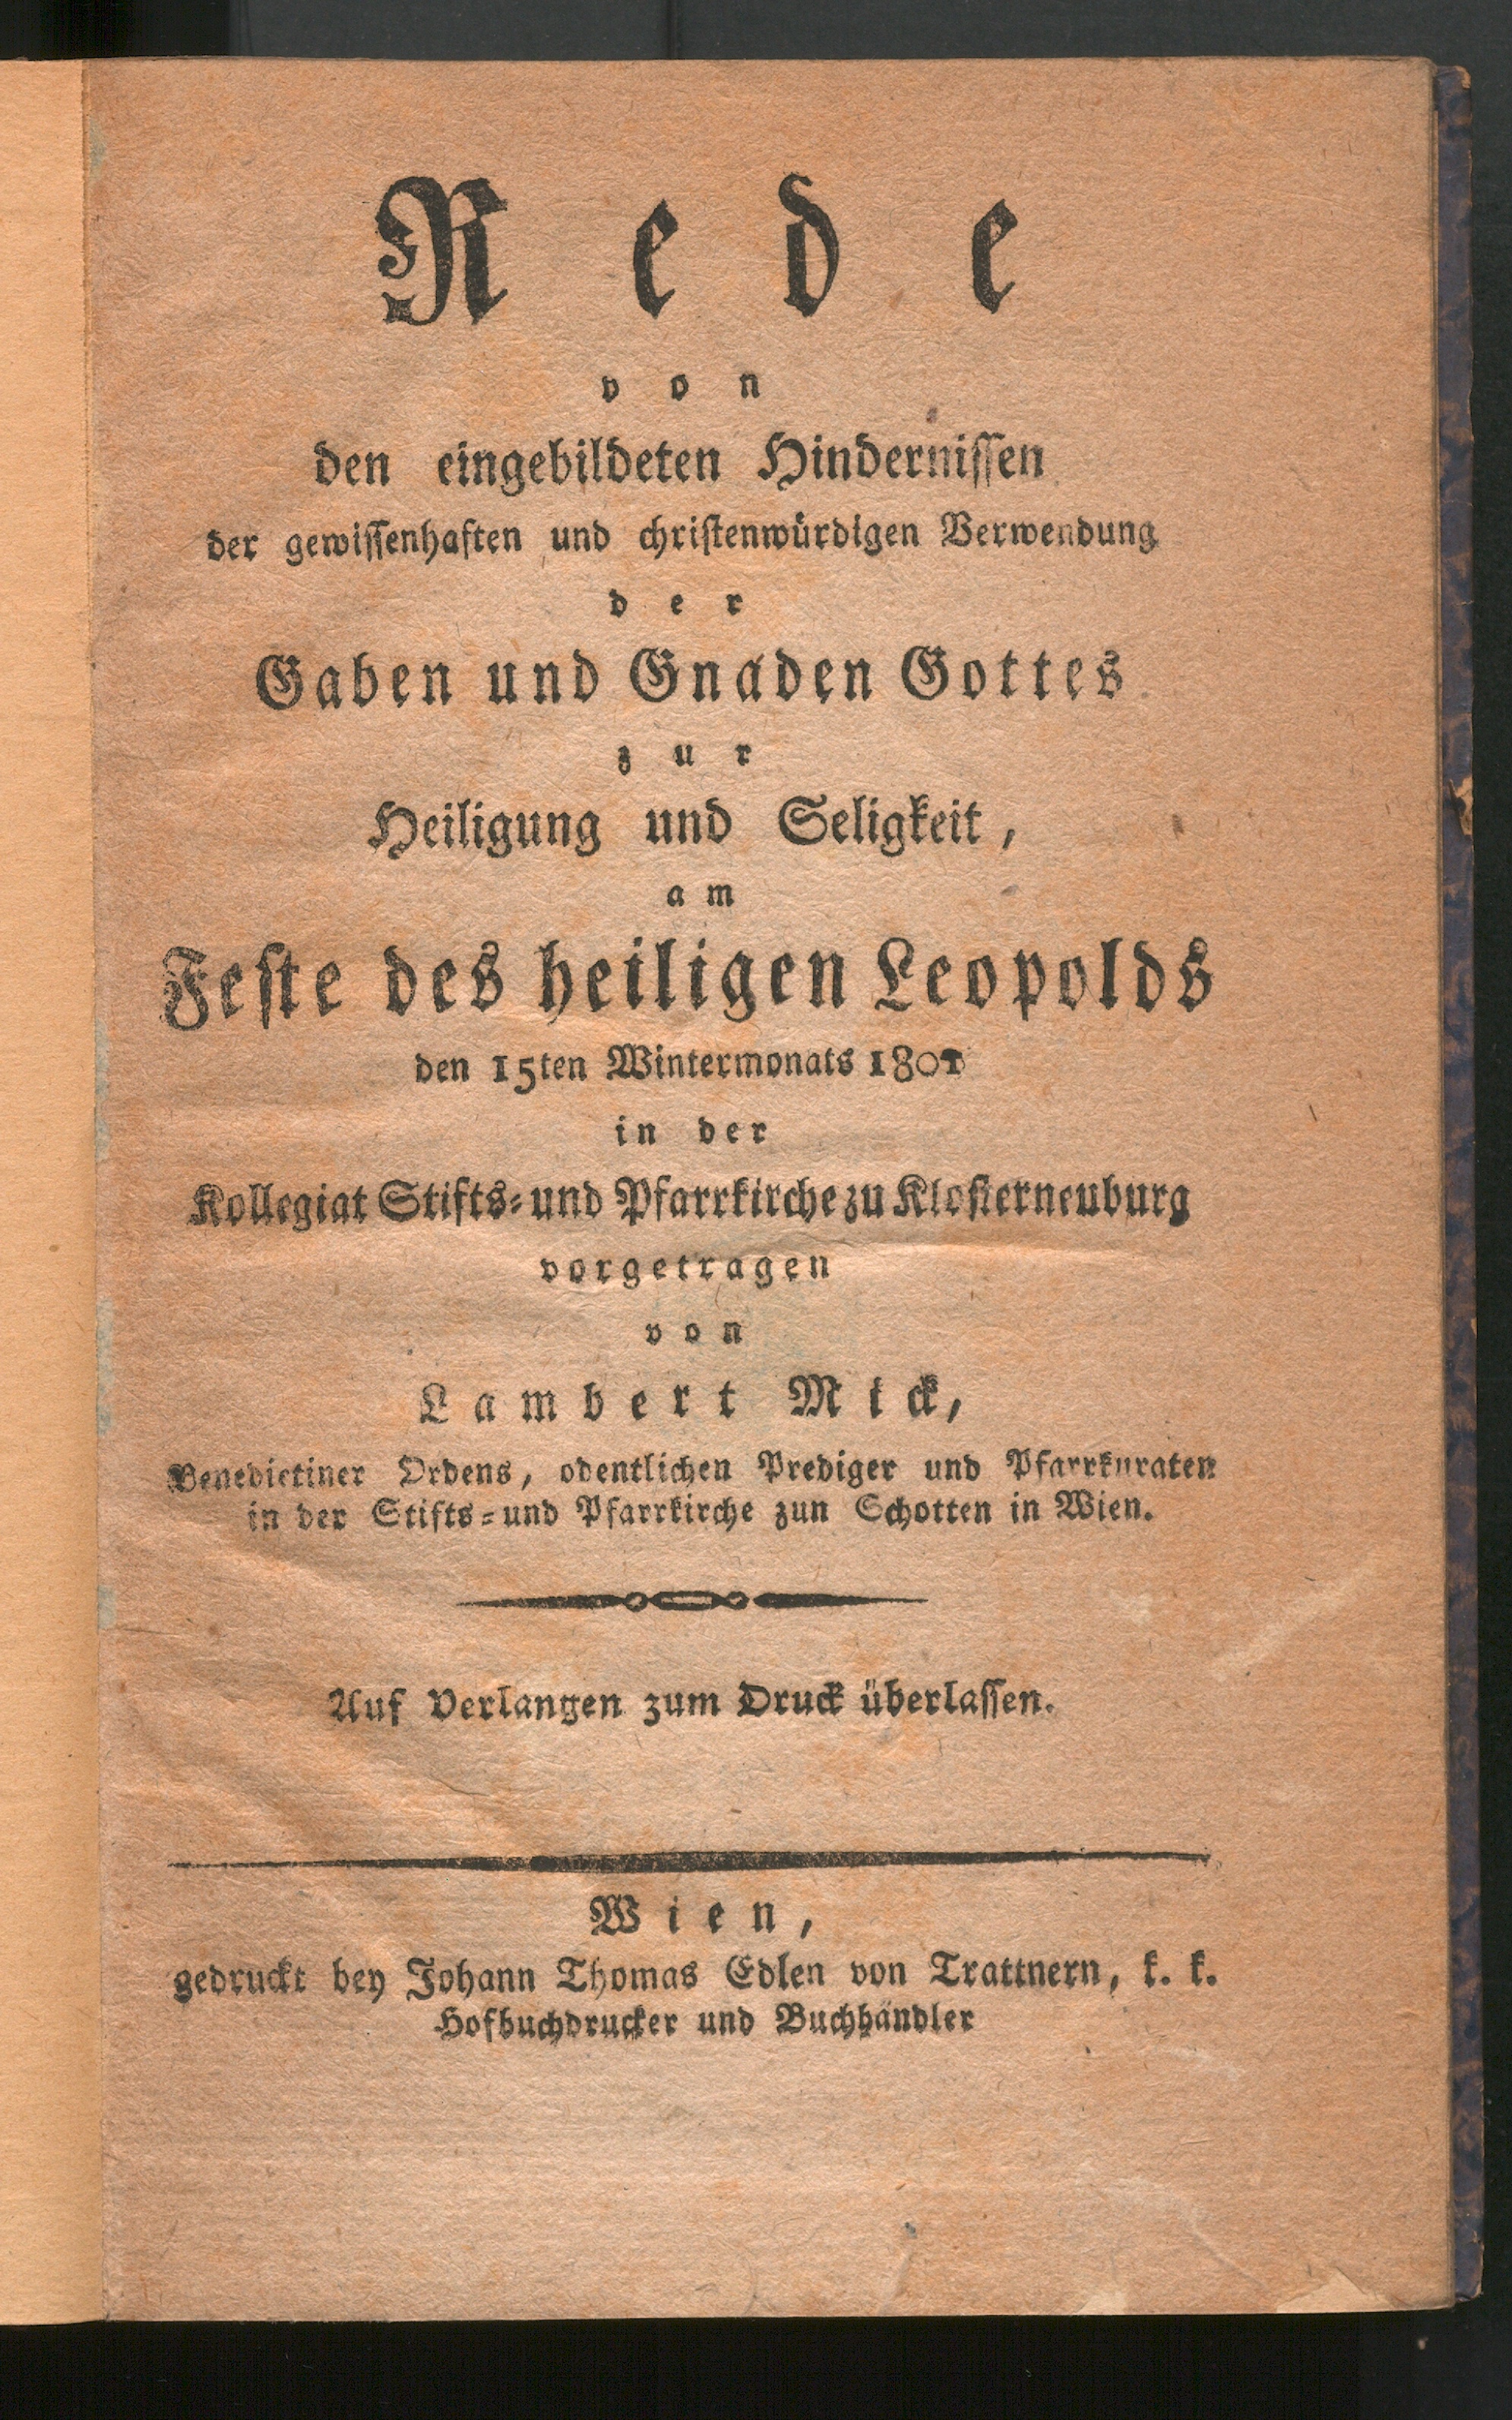 Rede
von
den eingebildeten Hindernissen
der gewissenhaften und christenwürdigen Verwendung
der
Gaben und Gnaden Gottes
zur
Heiligung und Seligkeit,
am
Feste des heiligen Leopolds
den 15ten Wintermonats 1801
in der
Kollegiat Stifts- und Pfarrkirche zu Klosterneuburg
vorgetragen
von
Lambert Mick,
Benedictiner Ordens, odentlichen Prediger und Pfarrkuraten
in der Stifts- und Pfarrkirche zun Schotten in Wien.
Auf Verlangen zum Druck überlassen.
Wien,
gedruckt bey Johann Thomas Edlen von Trattnern, k. k.
Hofbuchdrucker und Buchhändler